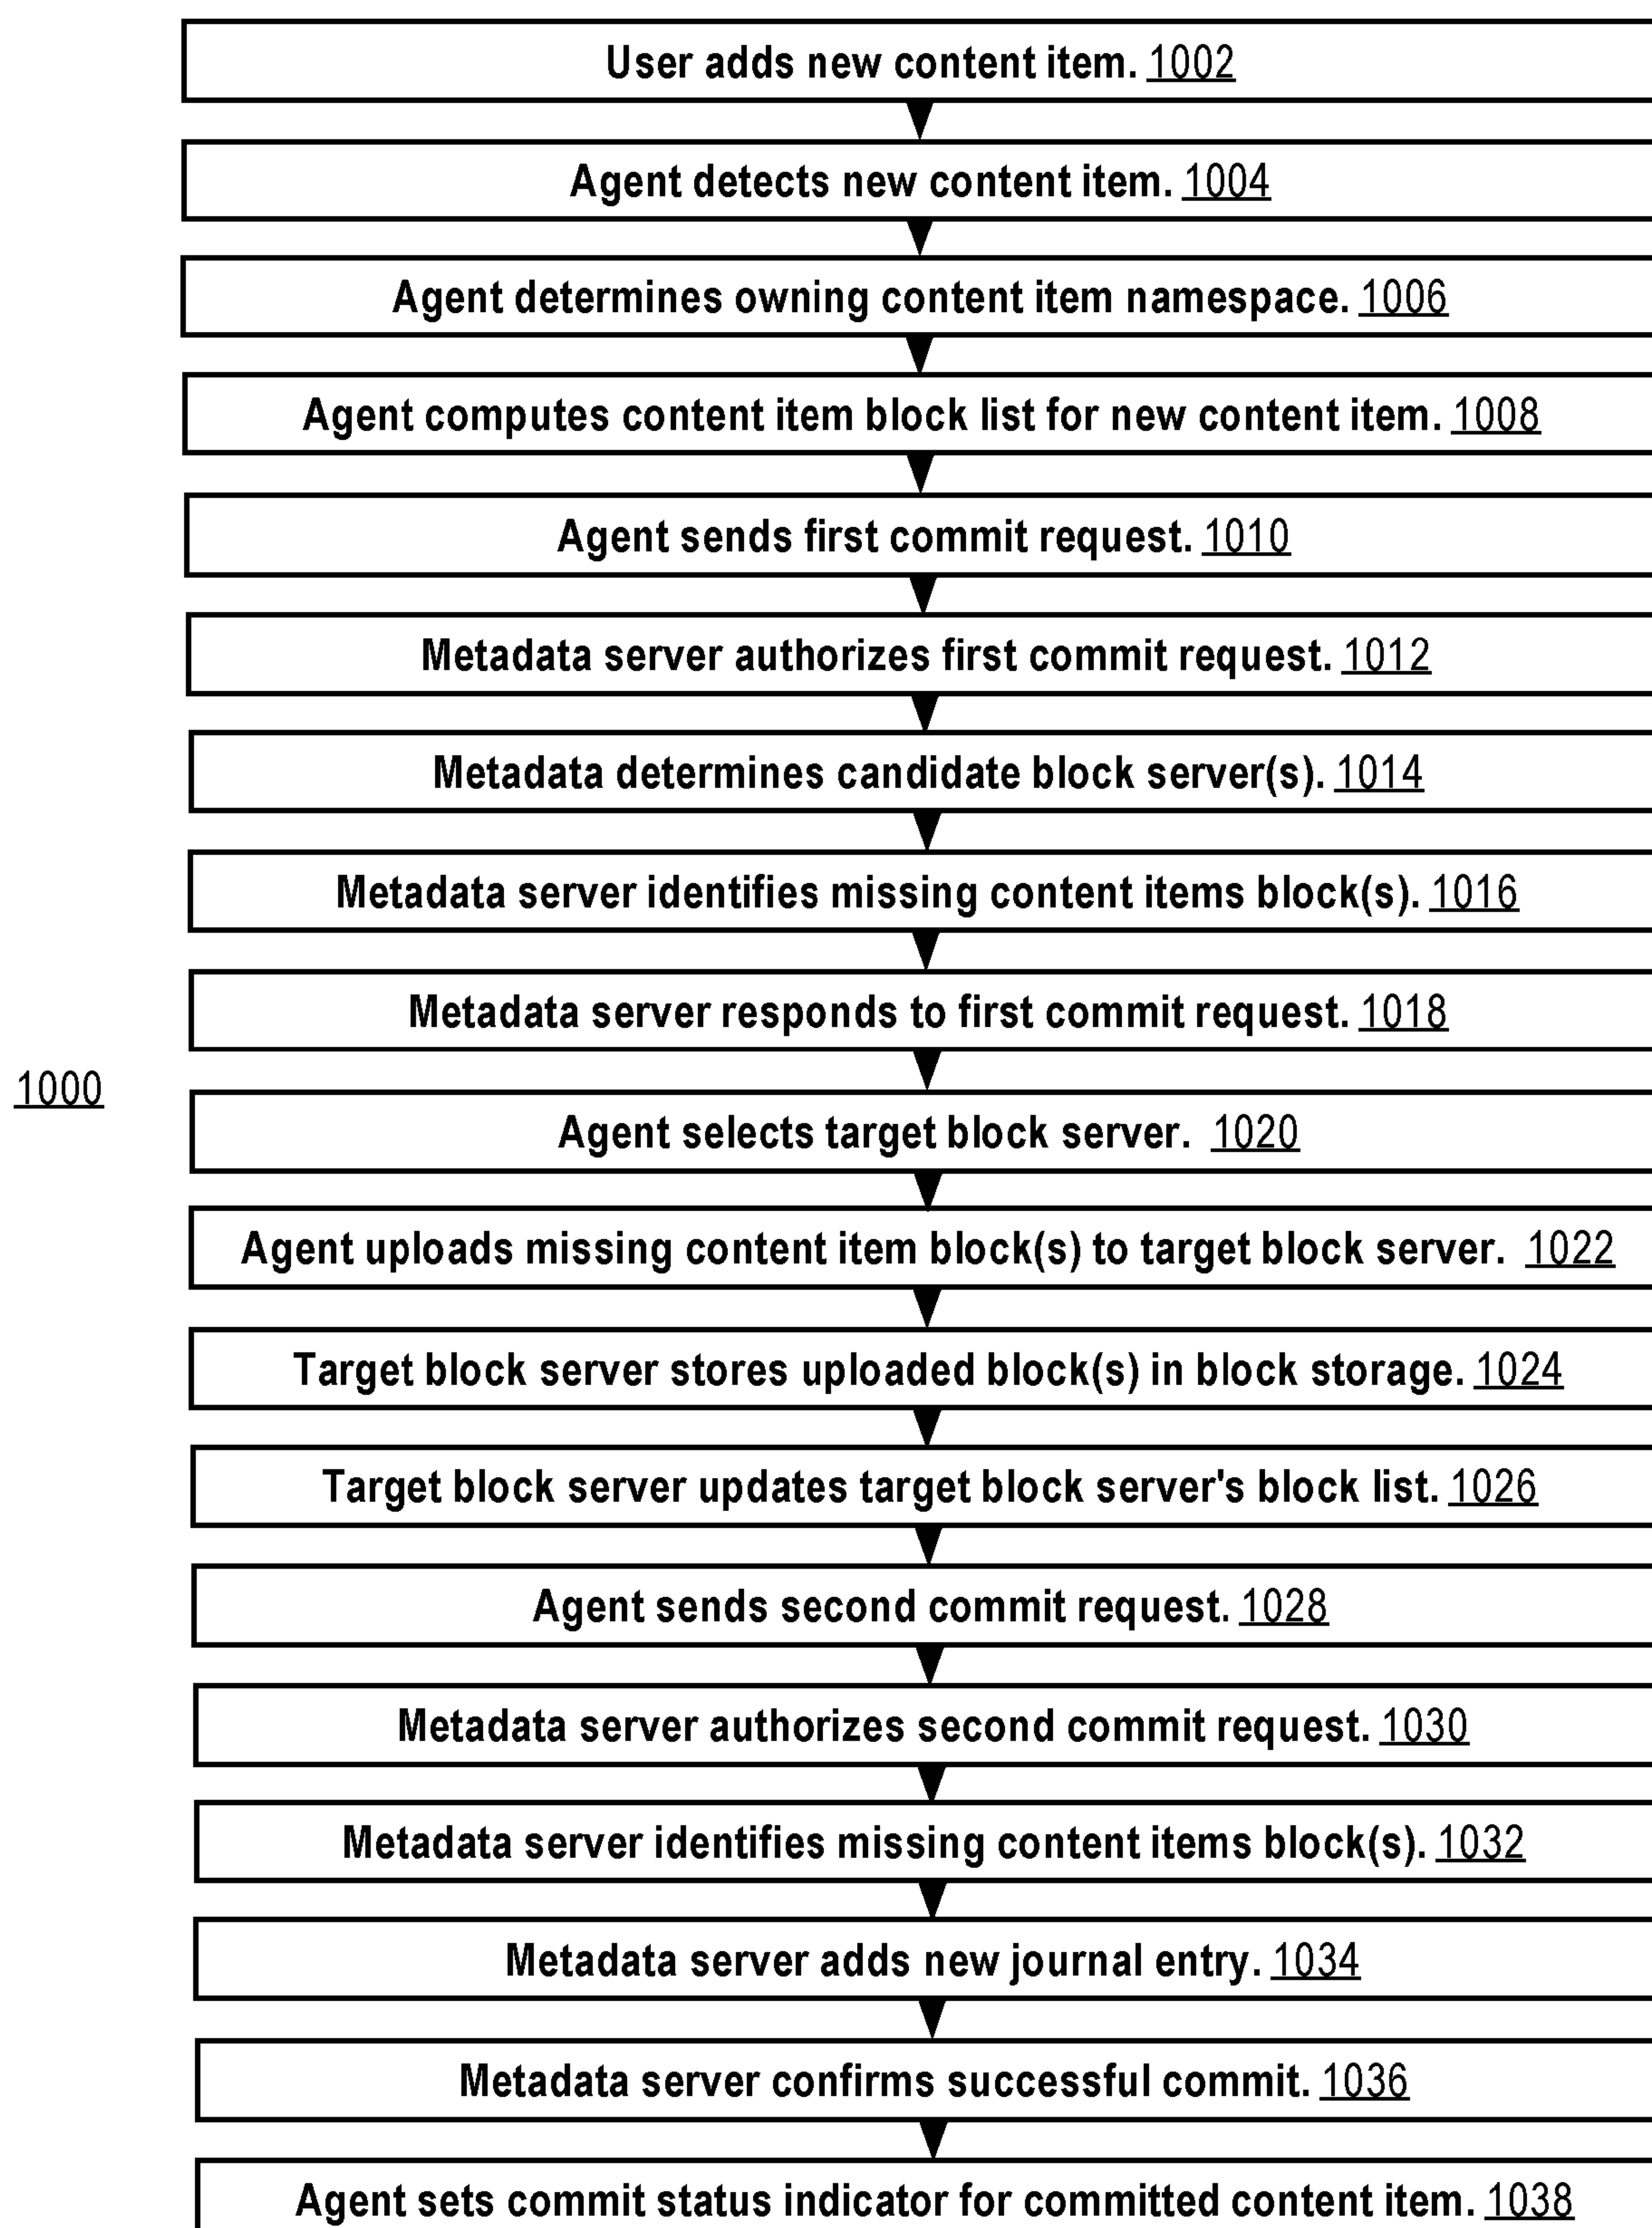 User adds new content item. 1002
Agent detects new content item. 1004
Agent determines owning content item namespace. 1006
Agent computes content item block list for new content item. 1008
Agent sends first commit request. 1010
Metadata server authorizes first commit request. 1012
Metadata determines candidate block server(s). 1014
Metadata server identifies missing content items block(s). 1016
Metadata server responds to first commit request. 1018
1000
Agent selects target block server. 1020
Agent uploads missing content item block(s) to target block server. 1022
Target block server stores uploaded block(s) in block storage. 1024
Target block server updates target block server's block list. 1026
Agent sends second commit request. 1028
Metadata server authorizes second commit request. 1030
Metadata server identifies missing content items block(s). 1032
Metadata server adds new journal entry. 1034
Metadata server confirms successful commit. 1036
Agent sets commit status indicator for committed content item. 1038